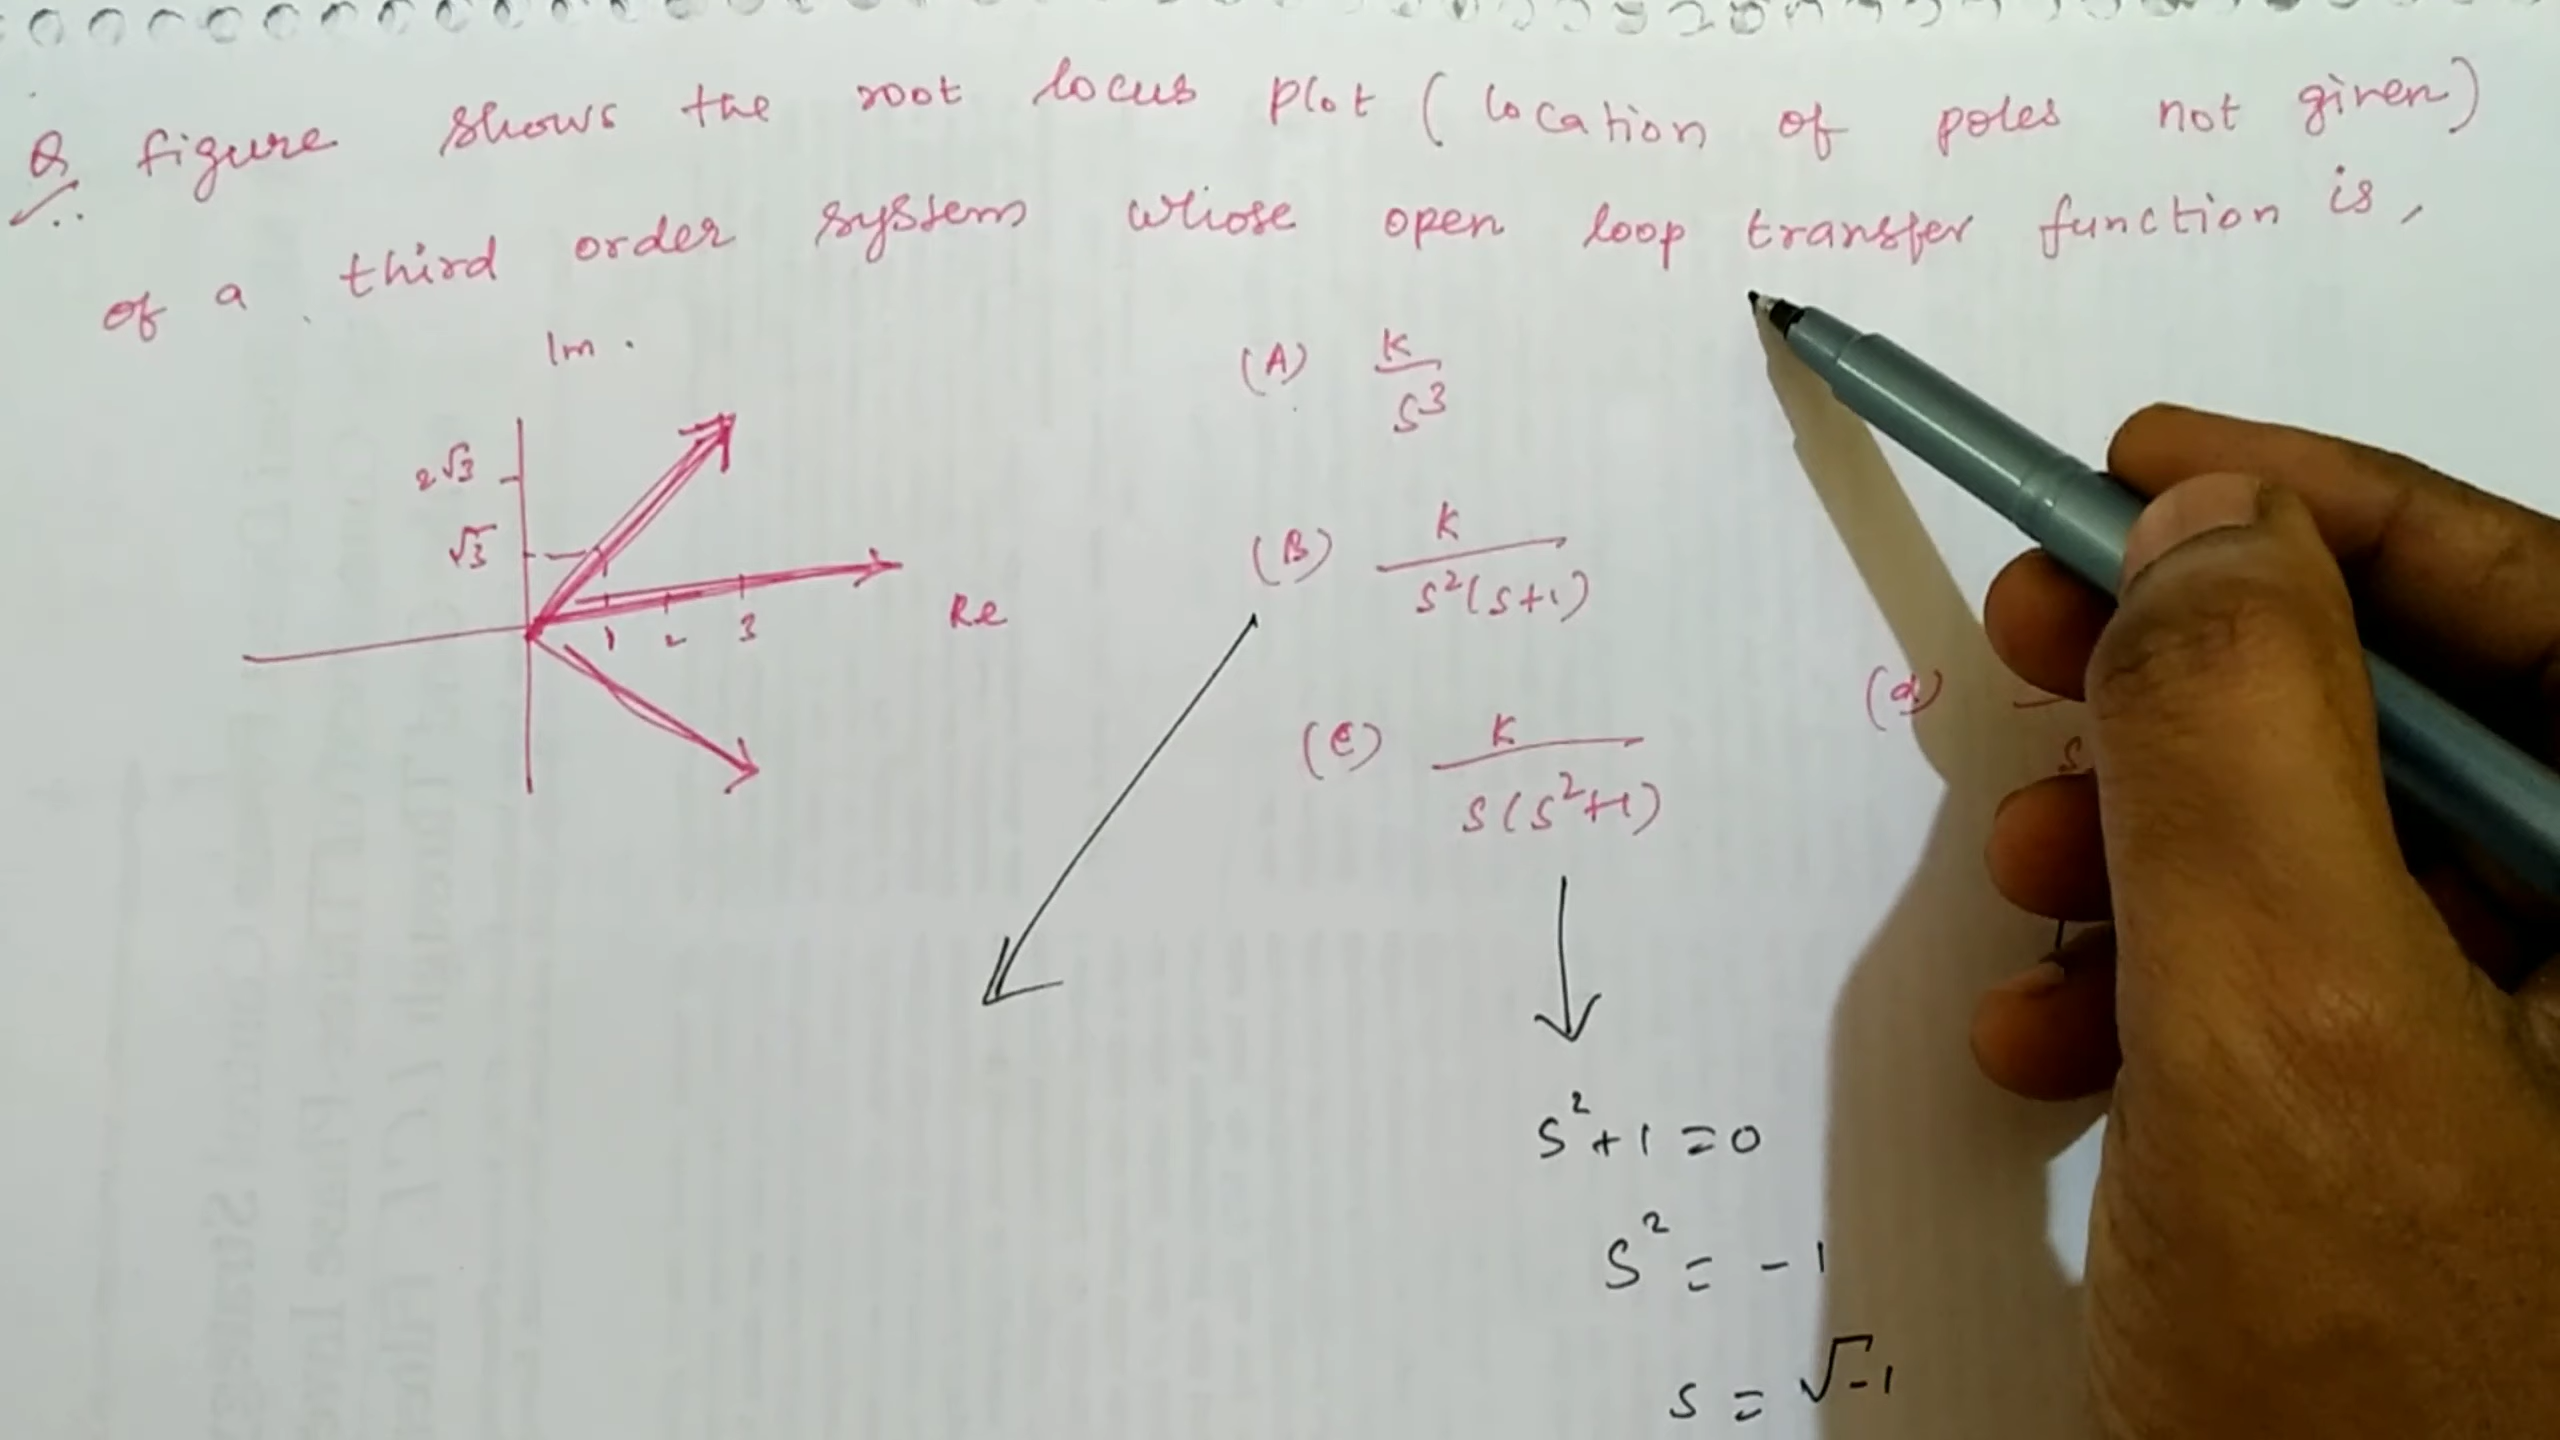 Q figure shows the root locus plot (location of poles not given)
of a third order system whose open loop transfer function is,
Im.
2√3
√3
1 2 3
Re
(A) K/s³
(B) K/s²(s+1)
(C) K/s(s²+1)
(d)
s
s²+1=0
s² = -1
s = √-1